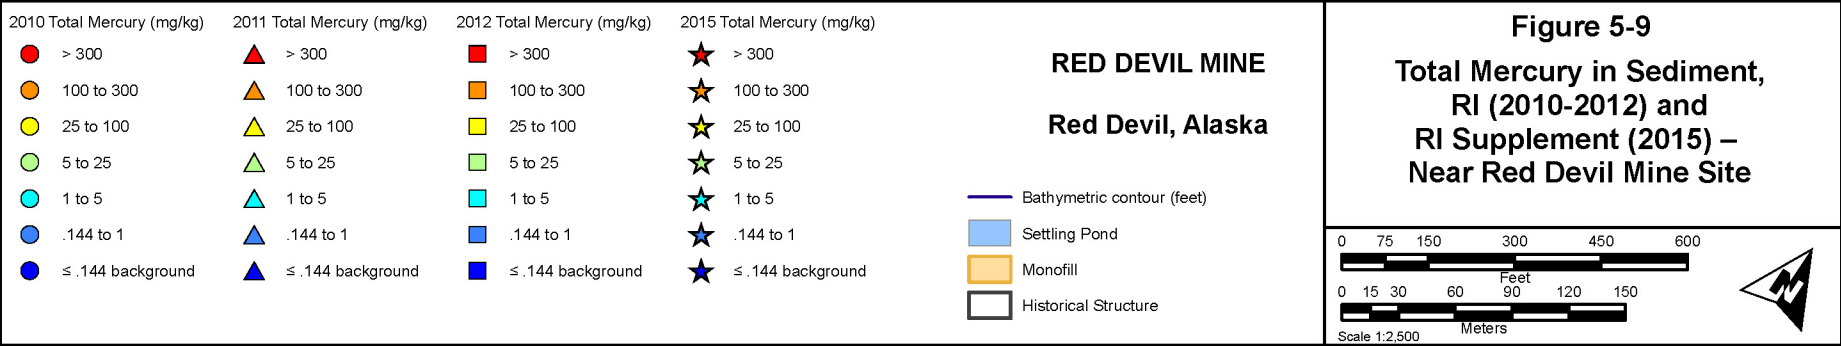 2010 Total Mercury (mg/kg)
> 300
100 to 300
25 to 100
5 to 25
1 to 5
.144 to 1
≤ .144 background
2011 Total Mercury (mg/kg)
> 300
100 to 300
25 to 100
5 to 25
1 to 5
.144 to 1
≤ .144 background
2012 Total Mercury (mg/kg)
> 300
100 to 300
25 to 100
5 to 25
1 to 5
.144 to 1
≤ .144 background
2015 Total Mercury (mg/kg)
> 300
100 to 300
25 to 100
5 to 25
1 to 5
.144 to 1
≤ .144 background
RED DEVIL MINE
Red Devil, Alaska
Bathymetric contour (feet)
Settling Pond
Monofill
Historical Structure
Figure 5-9
Total Mercury in Sediment,
RI (2010-2012) and
RI Supplement (2015) –
Near Red Devil Mine Site
0 75 150 300 450 600
Feet
0 15 30 60 90 120 150
Meters
Scale 1:2,500
N